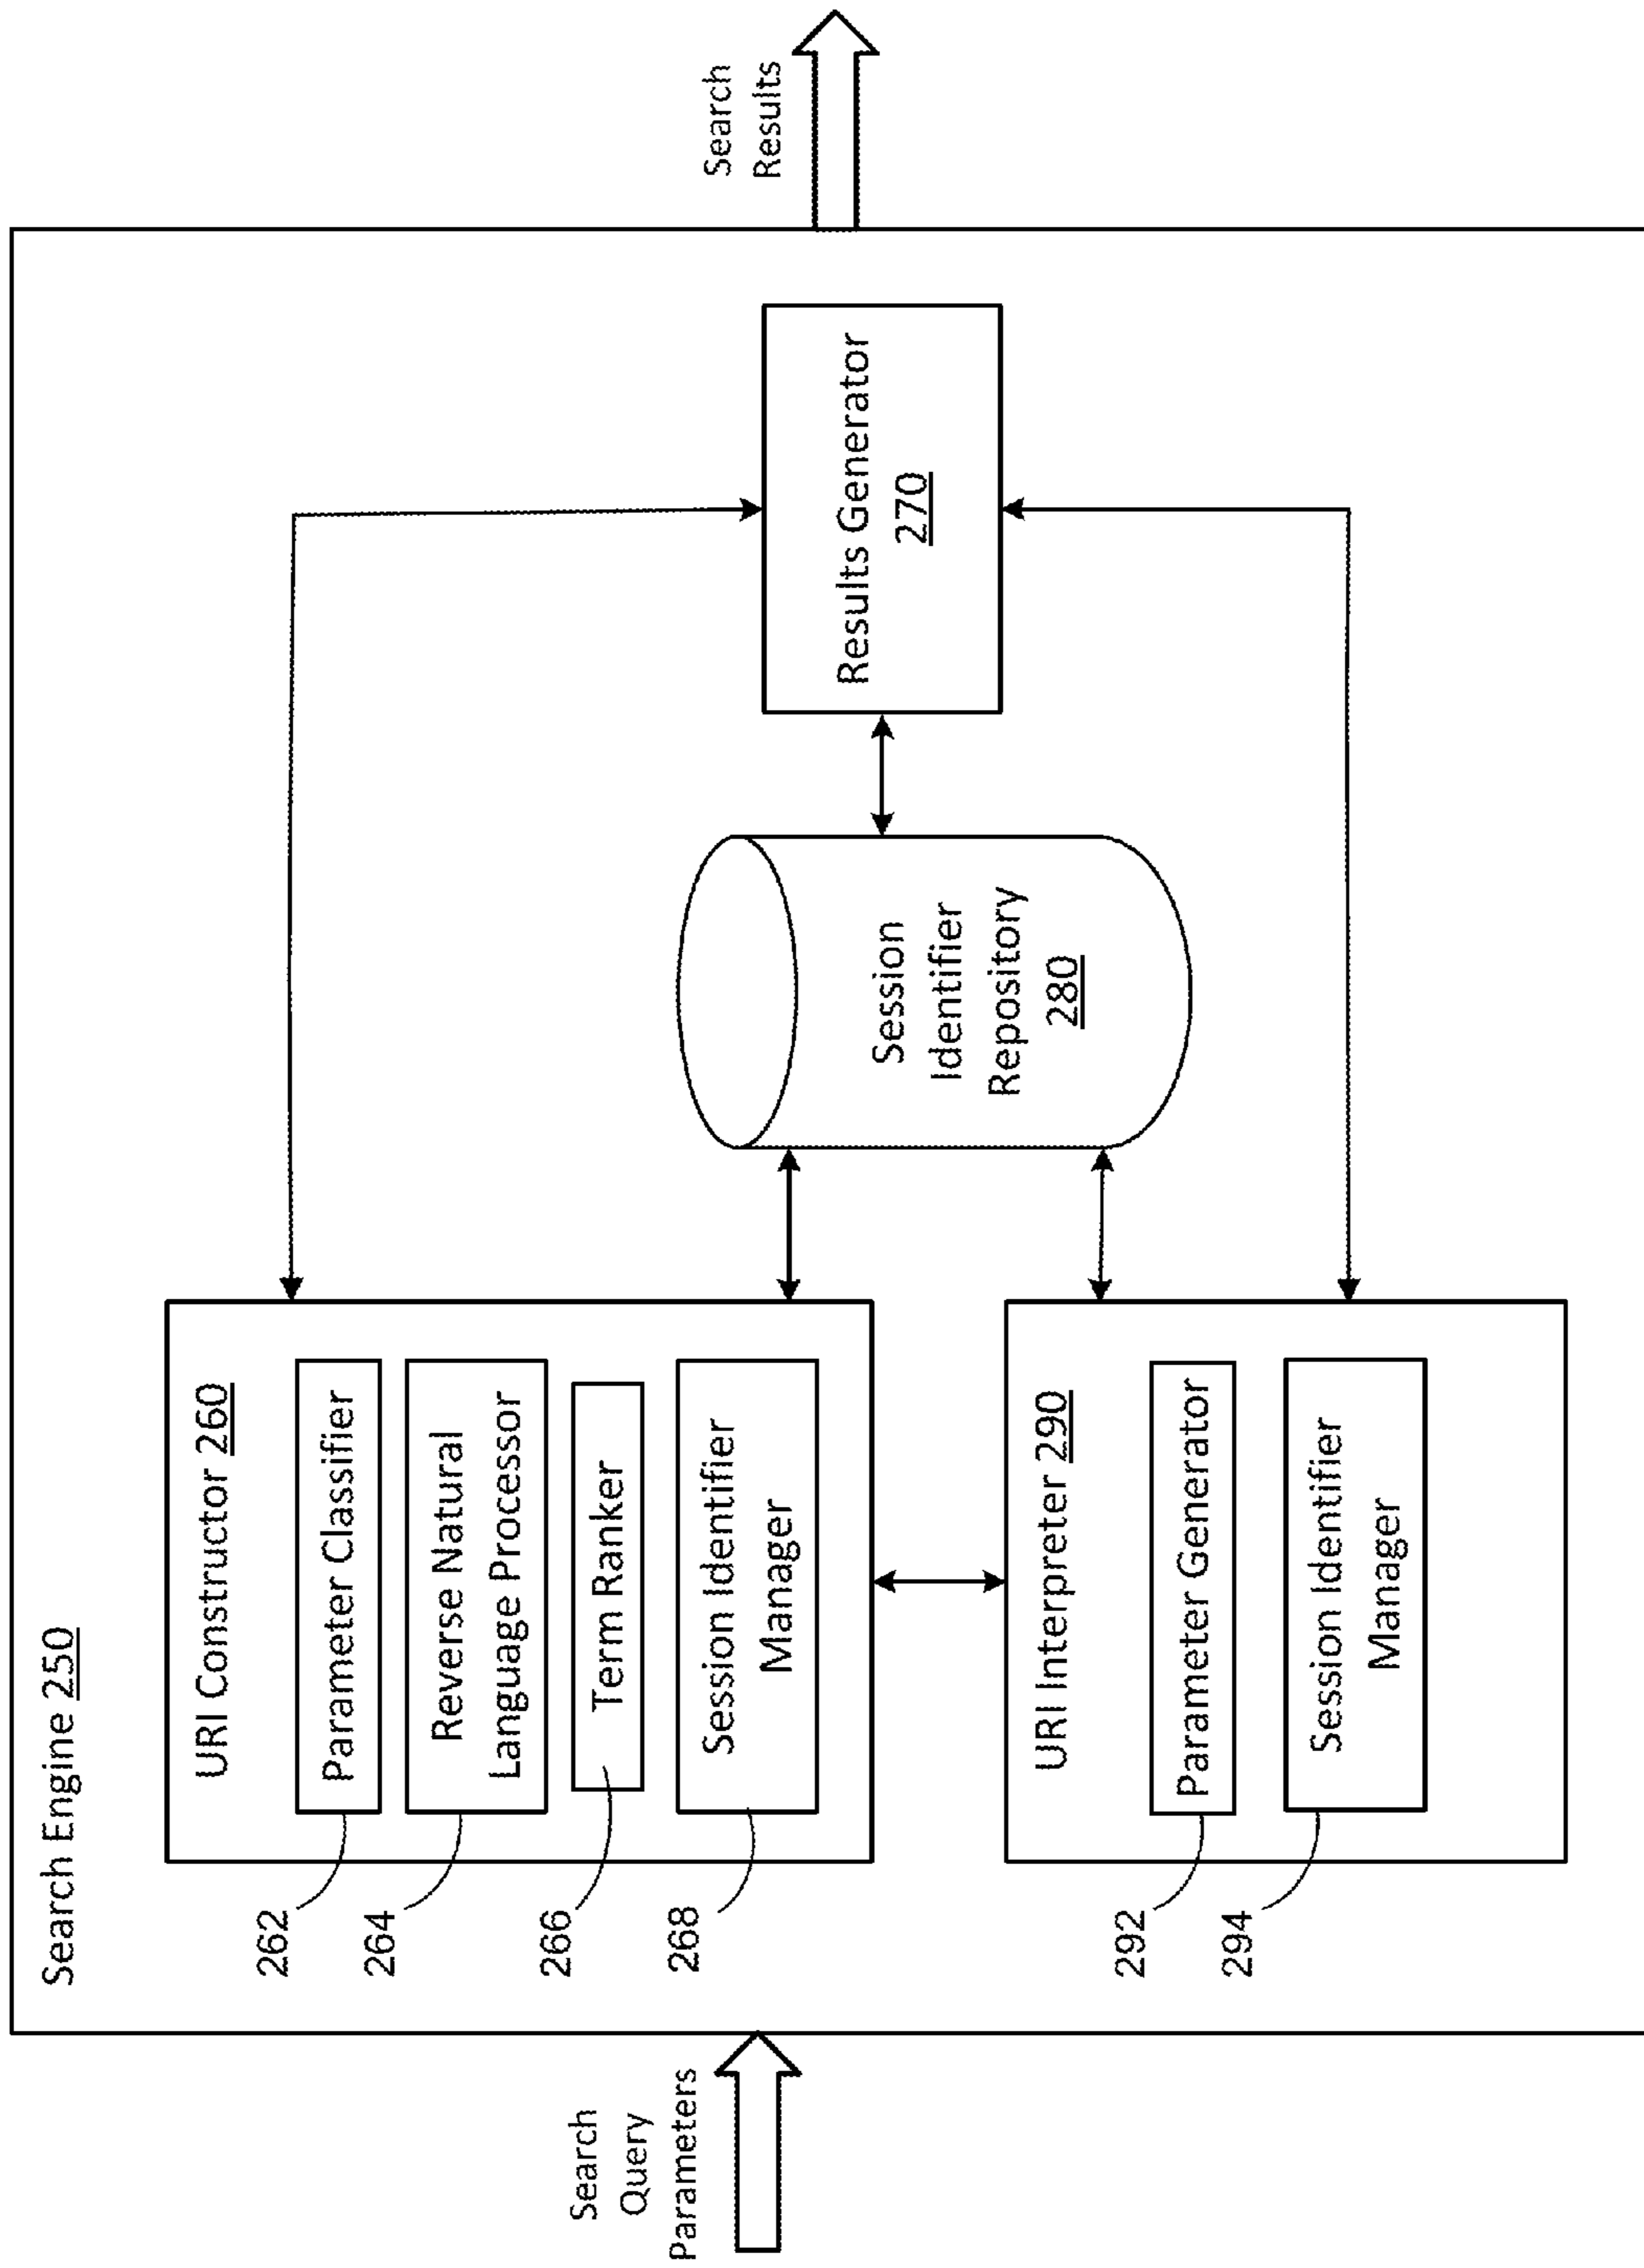 Search Engine 250
Search
Query
Parameters
URI Constructor 260
Parameter Classifier
Reverse Natural
Language Processor
Term Ranker
Session Identifier
Manager
262
264
266
268
URI Interpreter 290
Parameter Generator
Session Identifier
Manager
292
294
Session
Identifier
Repository
280
Results Generator
270
Search
Results